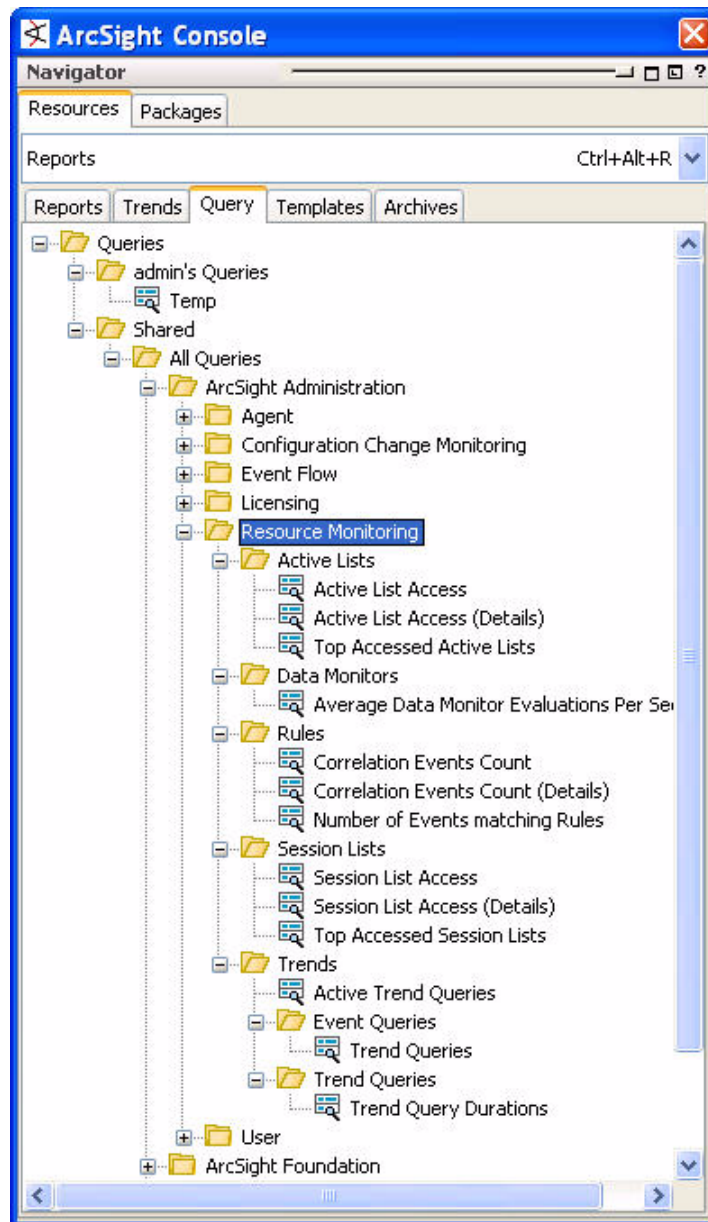 ArcSight Console
Navigator ?
Resources Packages
Reports Ctrl+Alt+R
Reports Trends Query Templates Archives
Queries
admin's Queries
Temp
Shared
All Queries
ArcSight Administration
Agent
Configuration Change Monitoring
Event Flow
Licensing
Resource Monitoring
Active Lists
Active List Access
Active List Access (Details)
Top Accessed Active Lists
Data Monitors
Average Data Monitor Evaluations Per Se
Rules
Correlation Events Count
Correlation Events Count (Details)
Number of Events matching Rules
Session Lists
Session List Access
Session List Access (Details)
Top Accessed Session Lists
Trends
Active Trend Queries
Event Queries
Trend Queries
Trend Queries
Trend Query Durations
User
ArcSight Foundation